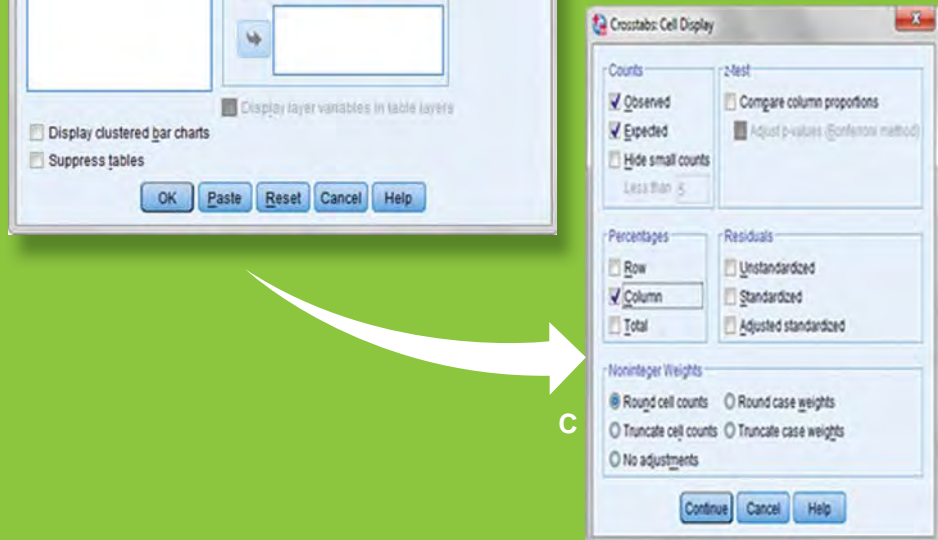 Display layer variables in table layers
Display clustered bar charts
Suppress tables
OK Paste Reset Cancel Help
C
Crosstabs: Cell Display
x
Counts
Observed
Expected
Hide small counts
Less than 5
z-test
Compare column proportions
Adjust p-values (Bonferroni method)
Percentages
Row
Column
Total
Residuals
Unstandardized
Standardized
Adjusted standardized
Noninteger Weights
Round cell counts Round case weights
Truncate cell counts Truncate case weights
No adjustments
Continue Cancel Help